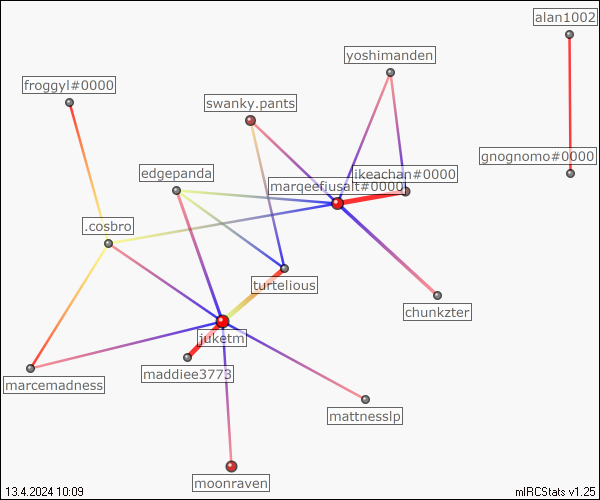 alan1002
yoshimanden
froggyl#0000
swanky.pants
gnognomo#0000
edgepanda
likeachan#0000
marqeefjusalt#0000
.cosbro
turtelious
chunkzter
juketm
maddiee3773
marcemadness
mattnesslp
moonraven
13.4.2024 10:09
mIRCStats v1.25